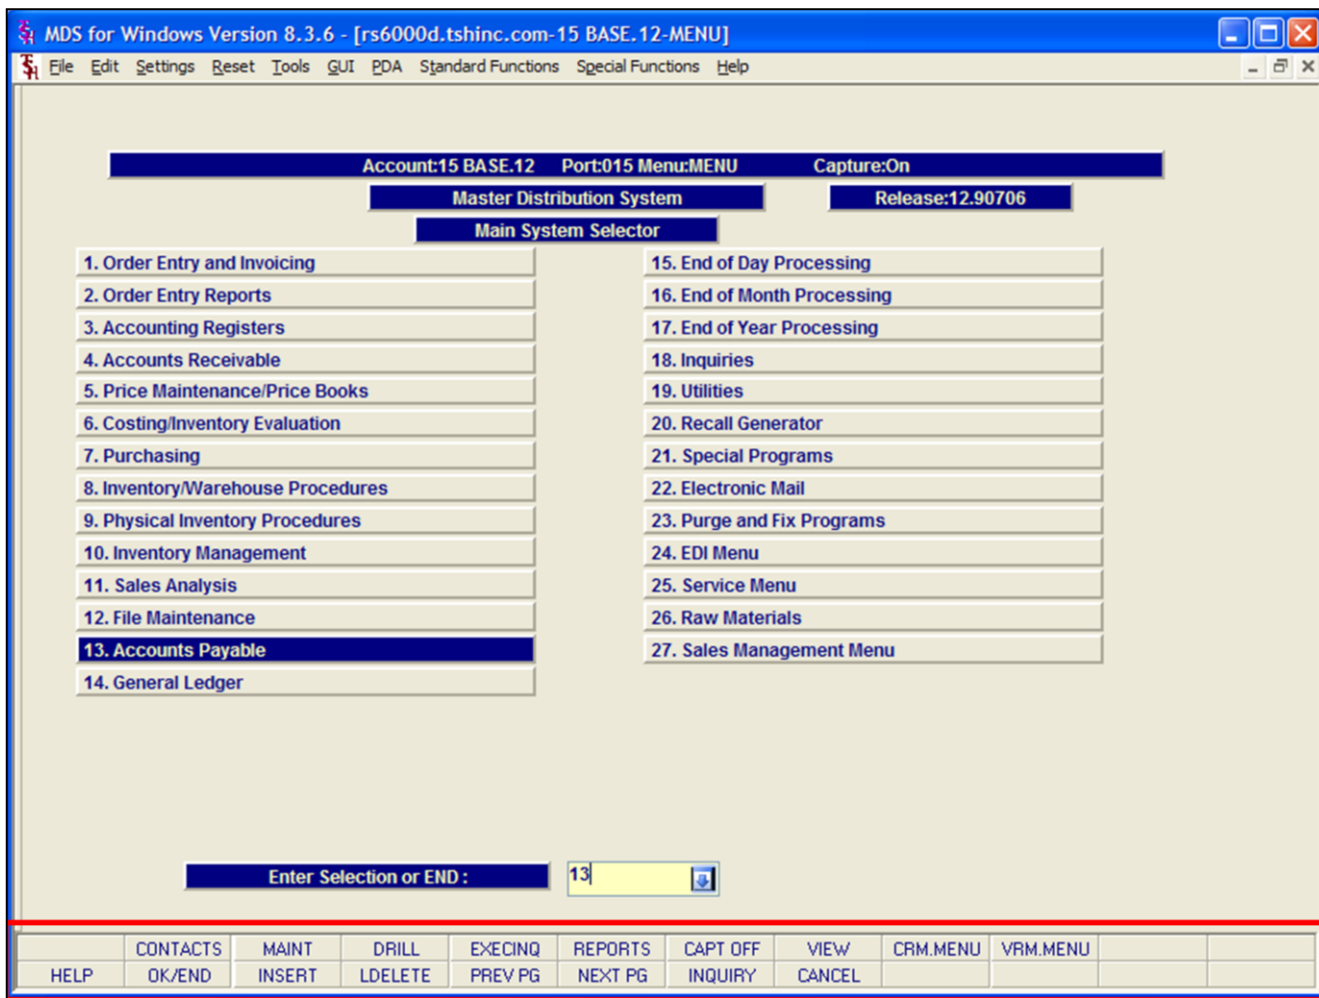 MDS for Windows Version 8.3.6 - [rs6000d.tshinc.com-15 BASE.12-MENU]
File Edit Settings Reset Tools GUI PDA Standard Functions Special Functions Help
Account:15 BASE.12 Port:015 Menu:MENU Capture:On
Master Distribution System Release:12.90706
Main System Selector
1. Order Entry and Invoicing
2. Order Entry Reports
3. Accounting Registers
4. Accounts Receivable
5. Price Maintenance/Price Books
6. Costing/Inventory Evaluation
7. Purchasing
8. Inventory/Warehouse Procedures
9. Physical Inventory Procedures
10. Inventory Management
11. Sales Analysis
12. File Maintenance
13. Accounts Payable
14. General Ledger
15. End of Day Processing
16. End of Month Processing
17. End of Year Processing
18. Inquiries
19. Utilities
20. Recall Generator
21. Special Programs
22. Electronic Mail
23. Purge and Fix Programs
24. EDI Menu
25. Service Menu
26. Raw Materials
27. Sales Management Menu
Enter Selection or END : 13
CONTACTS MAINT DRILL EXECINQ REPORTS CAPT OFF VIEW CRM.MENU VRM.MENU
HELP OK/END INSERT LDELETE PREV PG NEXT PG INQUIRY CANCEL